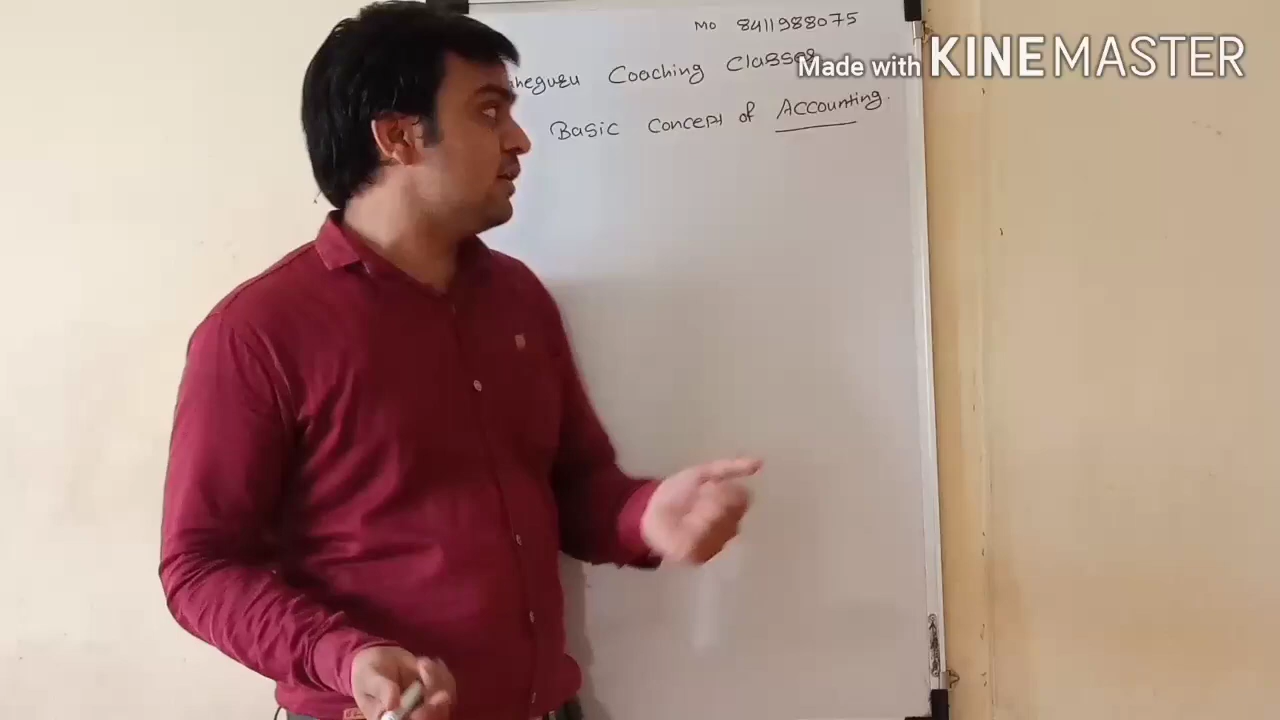 MO 8411988075
Coaching Classes
Basic Concept of Accounting.
Made with KINEMASTER